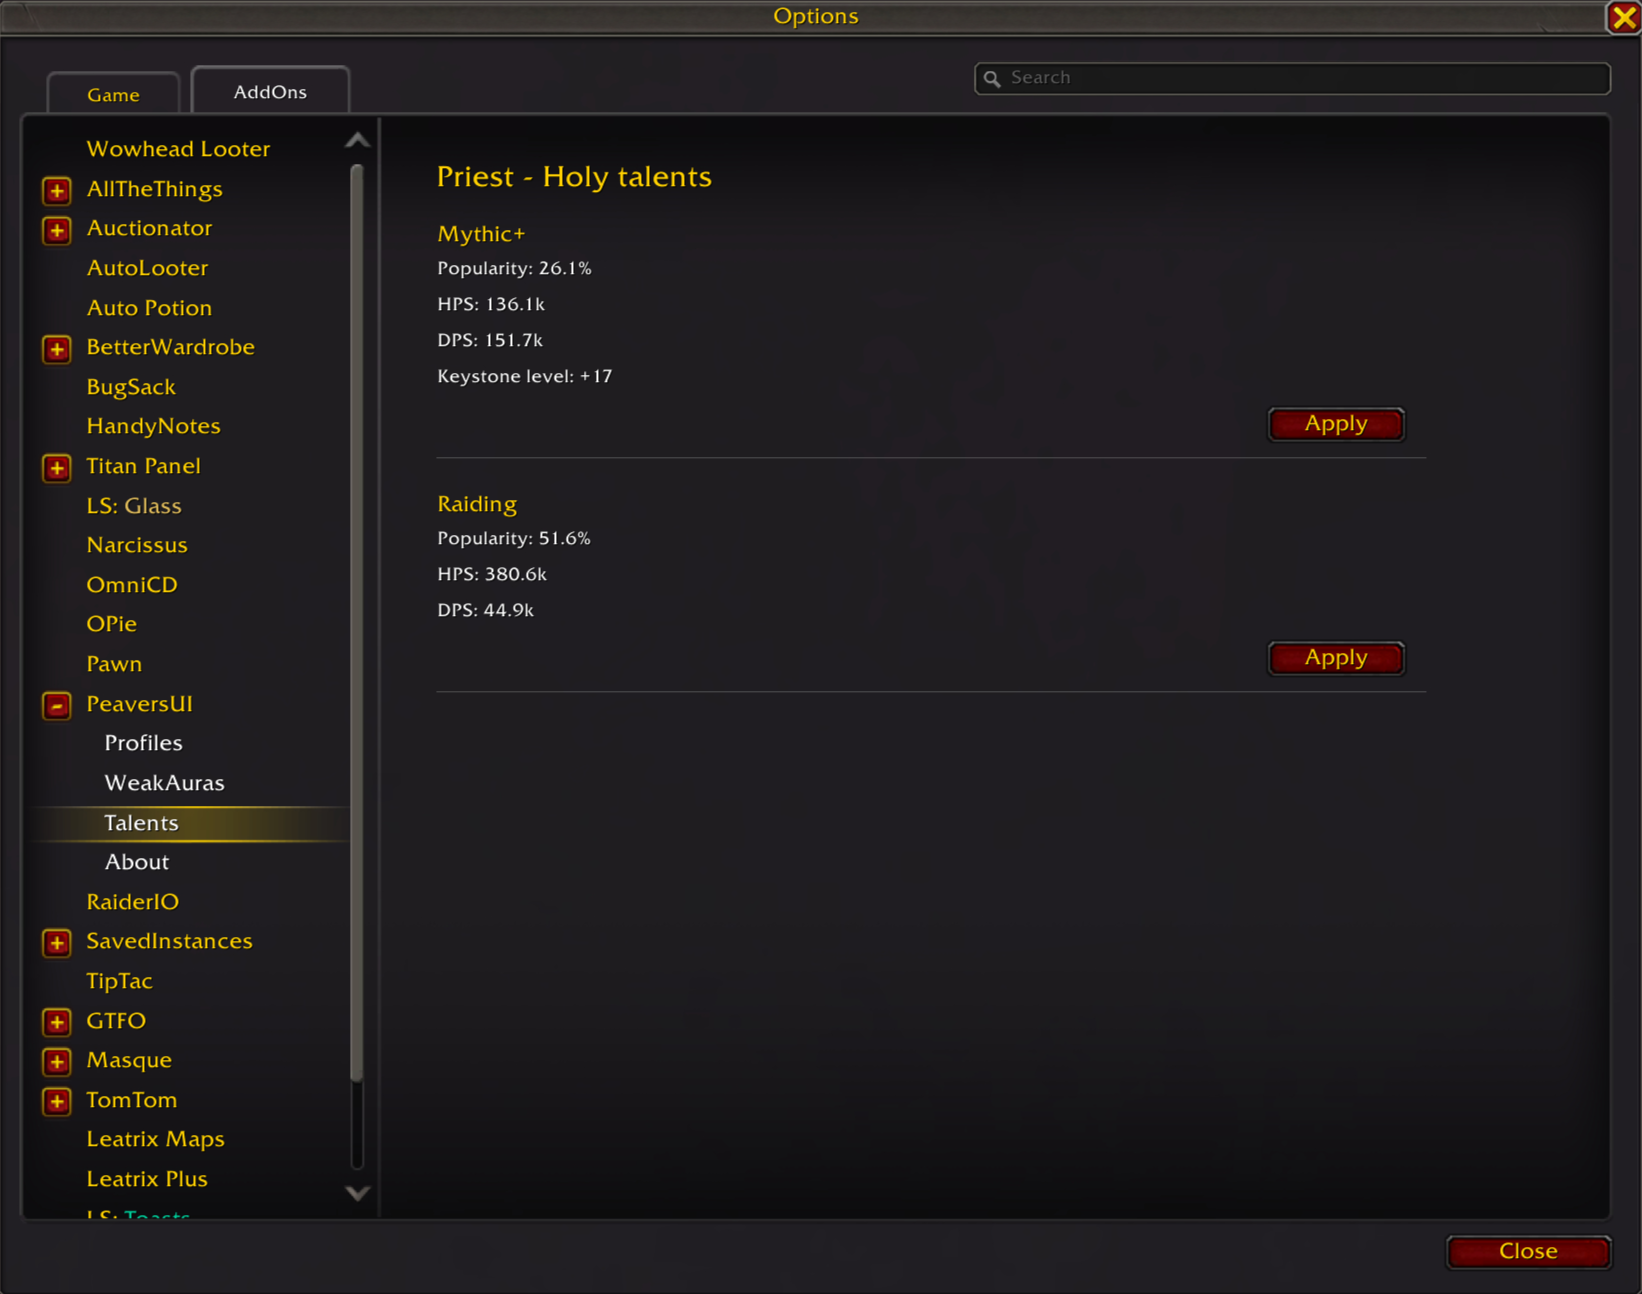 Options
Game
AddOns
Search
Wowhead Looter
AllTheThings
Auctionator
AutoLooter
Auto Potion
BetterWardrobe
BugSack
HandyNotes
Titan Panel
LS: Glass
Narcissus
OmniCD
OPie
Pawn
PeaversUI
Profiles
WeakAuras
Talents
About
RaiderIO
SavedInstances
TipTac
GTFO
Masque
TomTom
Leatrix Maps
Leatrix Plus
LS: Toasts
Priest - Holy talents
Mythic+
Popularity: 26.1%
HPS: 136.1k
DPS: 151.7k
Keystone level: +17
Apply
Raiding
Popularity: 51.6%
HPS: 380.6k
DPS: 44.9k
Apply
Close